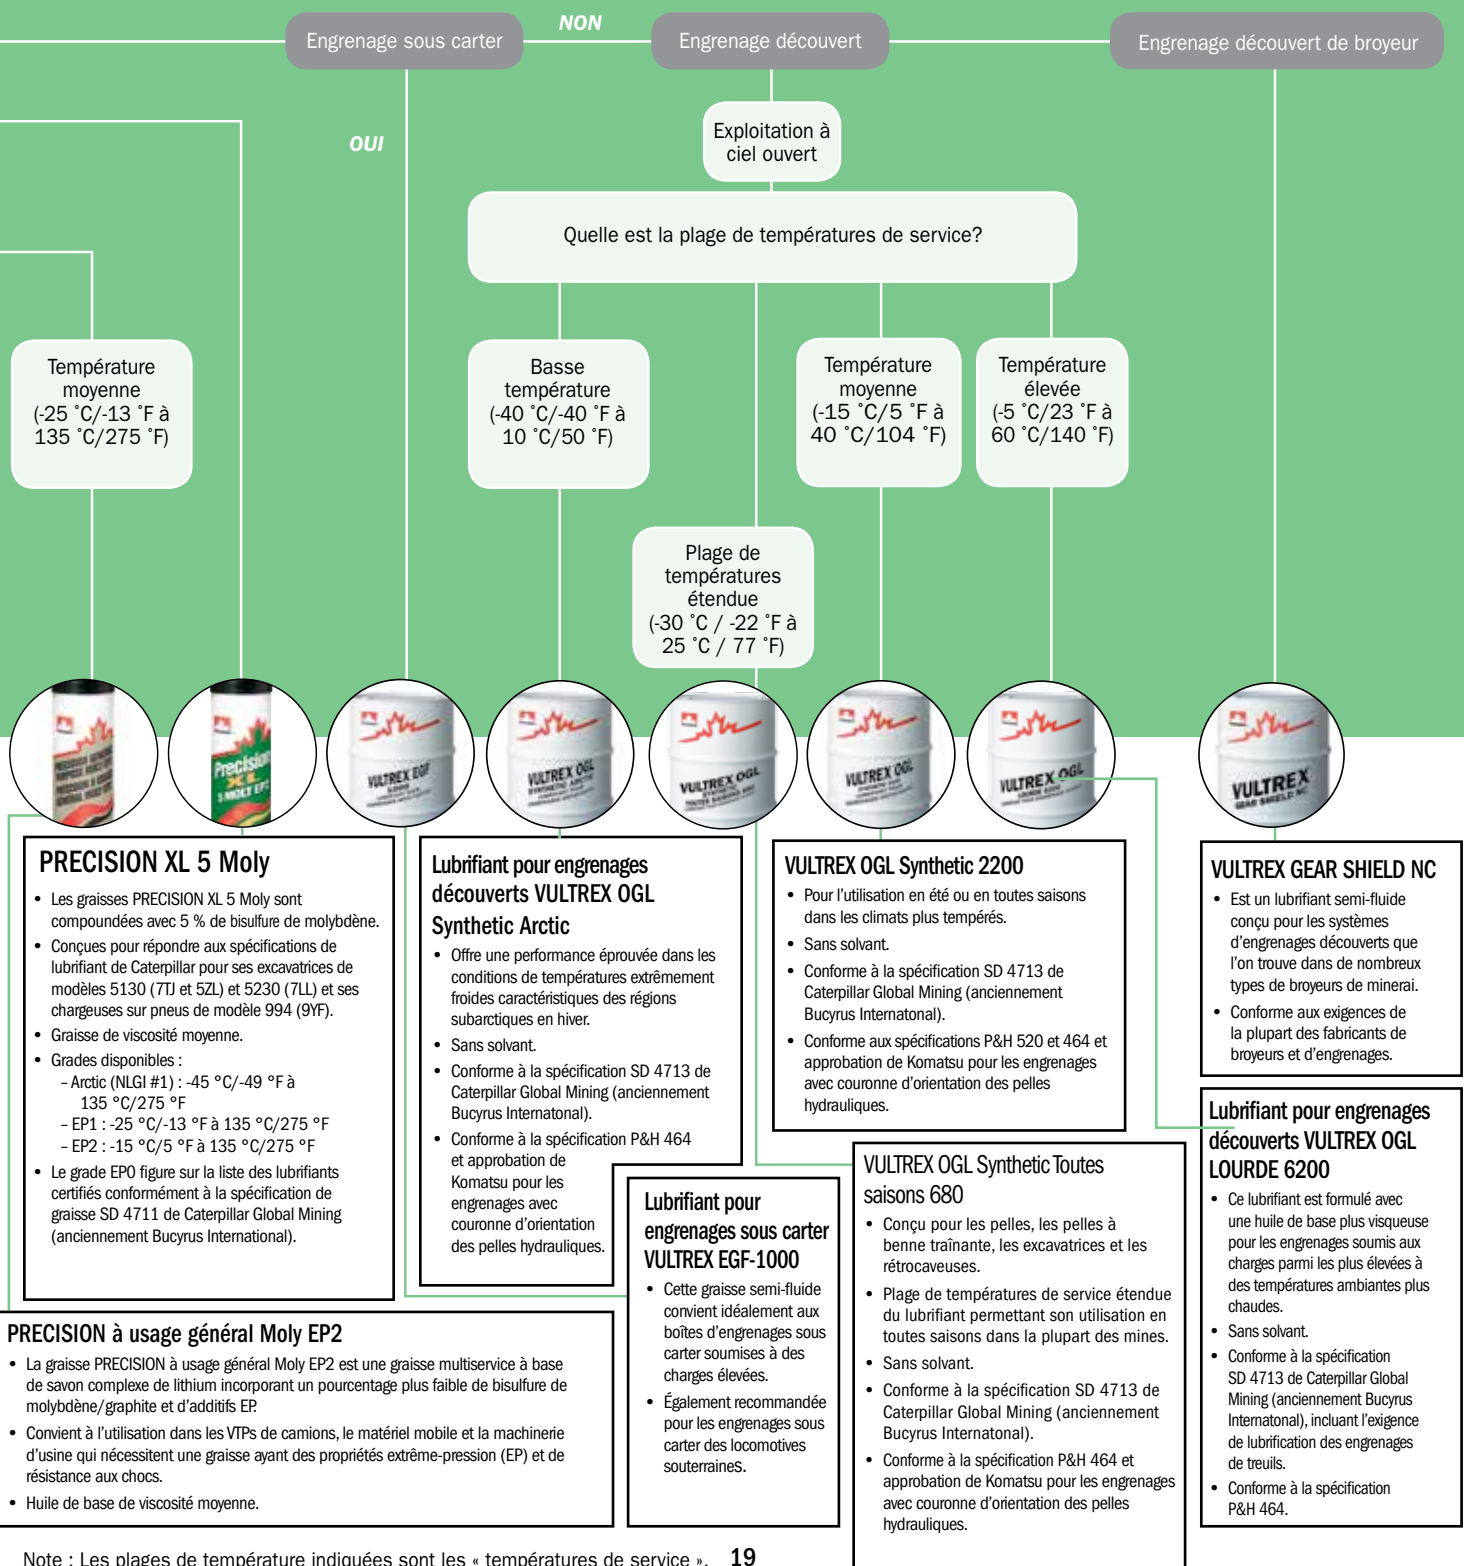 NON
Engrenage sous carter
Engrenage découvert
Engrenage découvert de broyeur
OUI
Exploitation à
ciel ouvert
Quelle est la plage de températures de service?
Température
moyenne
(-25 ˚C/-13 ˚F à
135 ˚C/275 ˚F)
Basse
température
(-40 ˚C/-40 ˚F à
10 ˚C/50 ˚F)
Température
moyenne
(-15 ˚C/5 ˚F à
40 ˚C/104 ˚F)
Température
élevée
(-5 ˚C/23 ˚F à
60 ˚C/140 ˚F)
Plage de
températures
étendue
(-30 ˚C / -22 ˚F à
25 ˚C / 77 ˚F)
Precision
XL
5 MOLY EP2
VULTREX EGF
VULTREX OGL
SYNTHETIC ARCTIC
VULTREX OGL
SYNTHETIC
TOUTES SAISONS 680
VULTREX OGL
VULTREX OGL
VULTREX
GEAR SHIELD NC
PRECISION XL 5 Moly
• Les graisses PRECISION XL 5 Moly sont
compoundées avec 5 % de bisulfure de molybdène.
• Conçues pour répondre aux spécifications de
lubrifiant de Caterpillar pour ses excavatrices de
modèles 5130 (7TJ et 5ZL) et 5230 (7LL) et ses
chargeuses sur pneus de modèle 994 (9YF).
• Graisse de viscosité moyenne.
• Grades disponibles :
– Arctic (NLGI #1) : -45 °C/-49 °F à
135 °C/275 °F
– EP1 : -25 °C/-13 °F à 135 °C/275 °F
– EP2 : -15 °C/5 °F à 135 °C/275 °F
• Le grade EP0 figure sur la liste des lubrifiants
certifiés conformément à la spécification de
graisse SD 4711 de Caterpillar Global Mining
(anciennement Bucyrus International).
Lubrifiant pour engrenages
découverts VULTREX OGL
Synthetic Arctic
• Offre une performance éprouvée dans les
conditions de températures extrêmement
froides caractéristiques des régions
subarctiques en hiver.
• Sans solvant.
• Conforme à la spécification SD 4713 de
Caterpillar Global Mining (anciennement
Bucyrus Internatonal).
• Conforme à la spécification P&H 464
et approbation de
Komatsu pour les
engrenages avec
couronne d'orientation
des pelles hydrauliques.
VULTREX OGL Synthetic 2200
• Pour l'utilisation en été ou en toutes saisons
dans les climats plus tempérés.
• Sans solvant.
• Conforme à la spécification SD 4713 de
Caterpillar Global Mining (anciennement
Bucyrus Internatonal).
• Conforme aux spécifications P&H 520 et 464 et
approbation de Komatsu pour les engrenages
avec couronne d'orientation des pelles
hydrauliques.
VULTREX GEAR SHIELD NC
• Est un lubrifiant semi-fluide
conçu pour les systèmes
d'engrenages découverts que
l'on trouve dans de nombreux
types de broyeurs de minerai.
• Conforme aux exigences de
la plupart des fabricants de
broyeurs et d'engrenages.
Lubrifiant pour
engrenages sous carter
VULTREX EGF-1000
• Cette graisse semi-fluide
convient idéalement aux
boîtes d'engrenages sous
carter soumises à des
charges élevées.
• Également recommandée
pour les engrenages sous
carter des locomotives
souterraines.
VULTREX OGL Synthetic Toutes
saisons 680
• Conçu pour les pelles, les pelles à
benne traînante, les excavatrices et les
rétrocaveuses.
• Plage de températures de service étendue
du lubrifiant permettant son utilisation en
toutes saisons dans la plupart des mines.
• Sans solvant.
• Conforme à la spécification SD 4713 de
Caterpillar Global Mining (anciennement
Bucyrus Internatonal).
• Conforme à la spécification P&H 464 et
approbation de Komatsu pour les engrenages
avec couronne d'orientation des pelles
hydrauliques.
Lubrifiant pour engrenages
découverts VULTREX OGL
LOURDE 6200
• Ce lubrifiant est formulé avec
une huile de base plus visqueuse
pour les engrenages soumis aux
charges parmi les plus élevées à
des températures ambiantes plus
chaudes.
• Sans solvant.
• Conforme à la spécification
SD 4713 de Caterpillar Global
Mining (anciennement Bucyrus
Internatonal), incluant l'exigence
de lubrification des engrenages
de treuils.
• Conforme à la spécification
P&H 464.
PRECISION à usage général Moly EP2
• La graisse PRECISION à usage général Moly EP2 est une graisse multiservice à base
de savon complexe de lithium incorporant un pourcentage plus faible de bisulfure de
molybdène/graphite et d'additifs EP.
• Convient à l'utilisation dans les VTPs de camions, le matériel mobile et la machinerie
d'usine qui nécessitent une graisse ayant des propriétés extrême-pression (EP) et de
résistance aux chocs.
• Huile de base de viscosité moyenne.
Note : Les plages de température indiquées sont les « températures de service ». 19